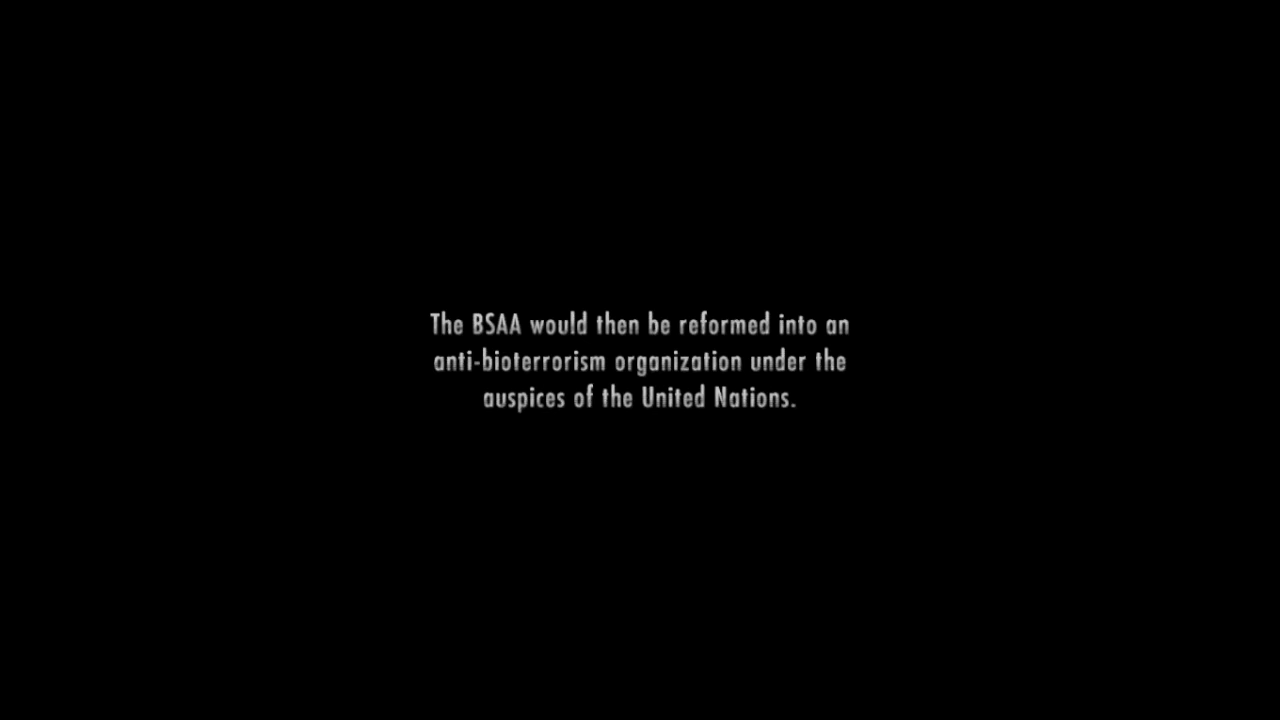 The BSAA would then be reformed into an
anti-bioterrorism organization under the
auspices of the United Nations.